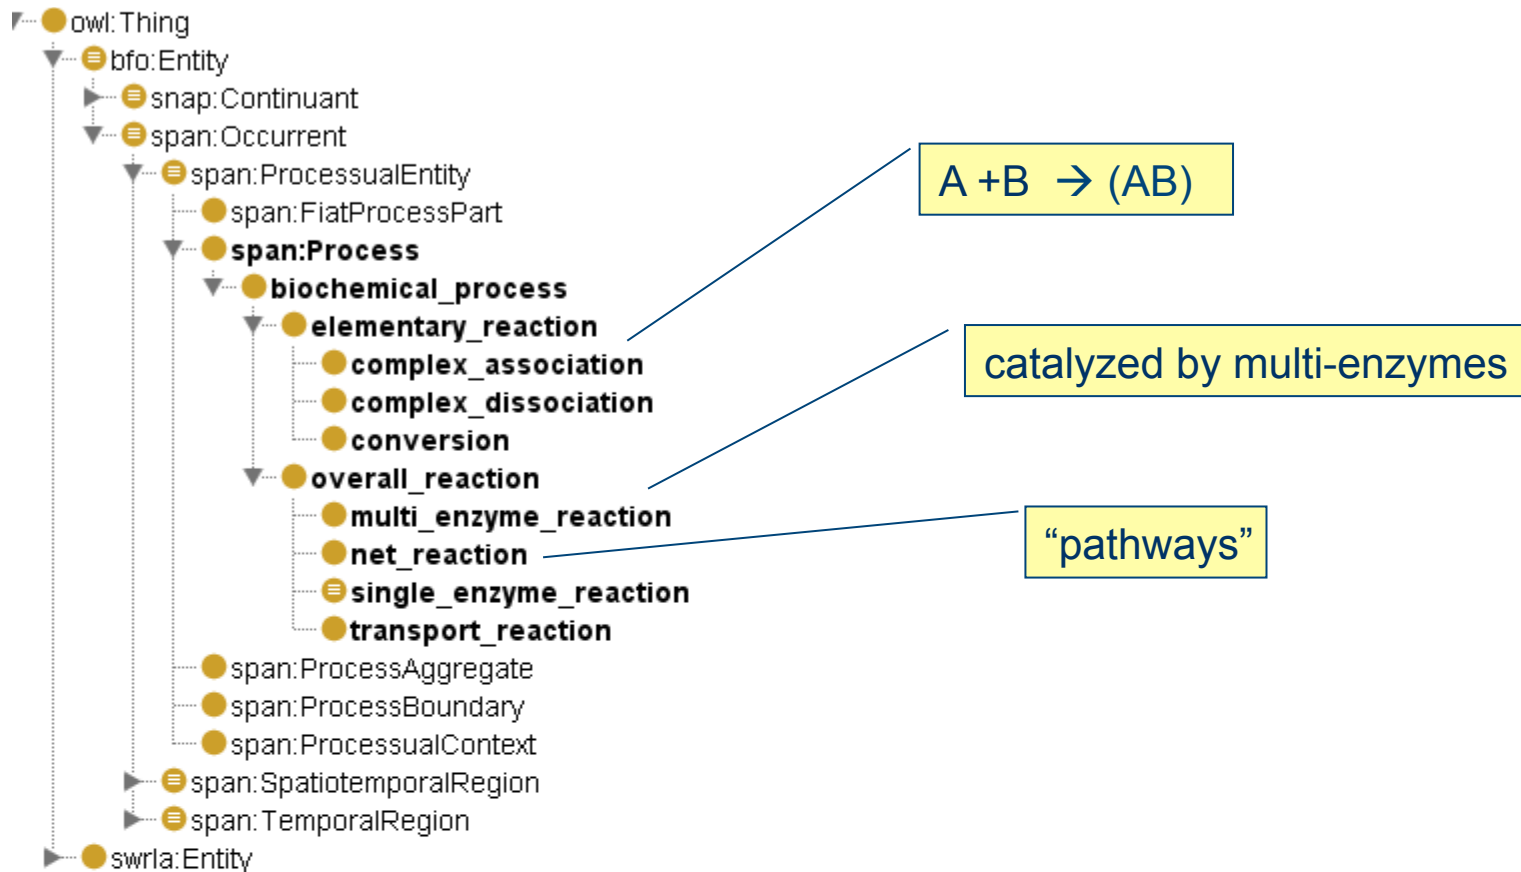 owl:Thing
bfo:Entity
snap:Continuant
span:Occurrent
span:ProcessualEntity
span:FiatProcessPart
span:Process
biochemical_process
elementary_reaction
complex_association
complex_dissociation
conversion
overall_reaction
multi_enzyme_reaction
net_reaction
single_enzyme_reaction
transport_reaction
span:ProcessAggregate
span:ProcessBoundary
span:ProcessualContext
span:SpatiotemporalRegion
span:TemporalRegion
swrla:Entity
A +B → (AB)
catalyzed by multi-enzymes
“pathways”